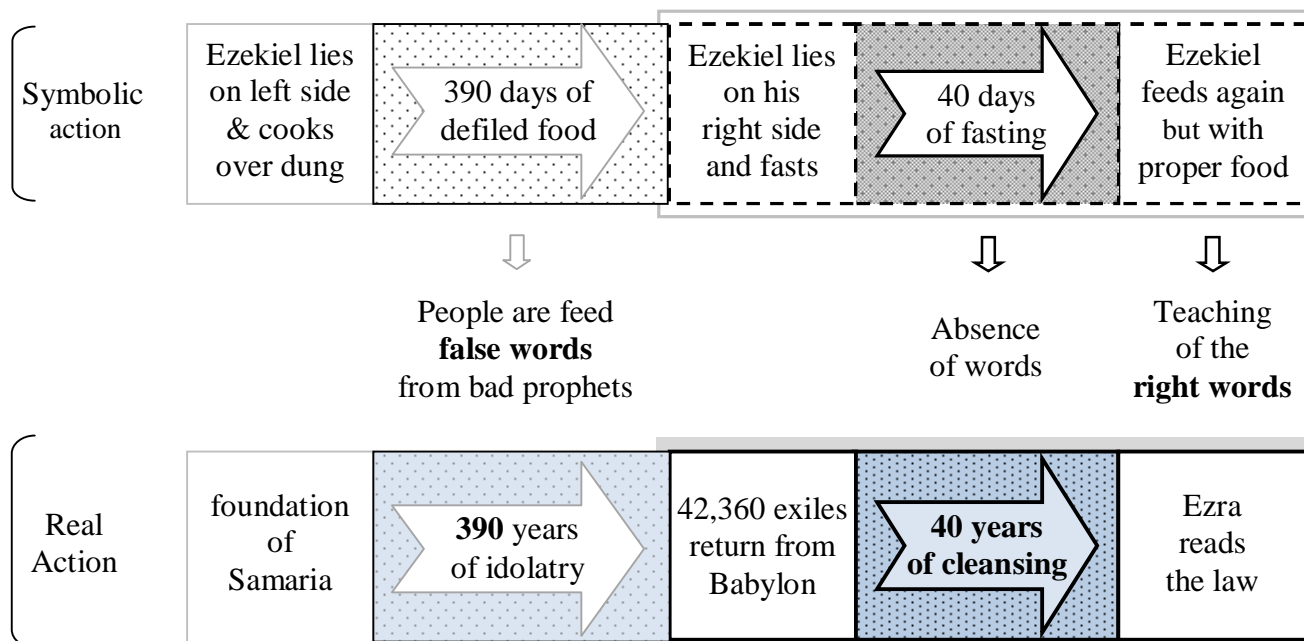 Symbolic
action
Ezekiel lies
on left side
& cooks
over dung
390 days of
defiled food
Ezekiel lies
on his
right side
and fasts
40 days
of fasting
Ezekiel
feeds again
but with
proper food
People are feed
false words
from bad prophets
Absence
of words
Teaching
of the
right words
Real
Action
foundation
of
Samaria
390 years
of idolatry
42,360 exiles
return from
Babylon
40 years
of cleansing
Ezra
reads
the law